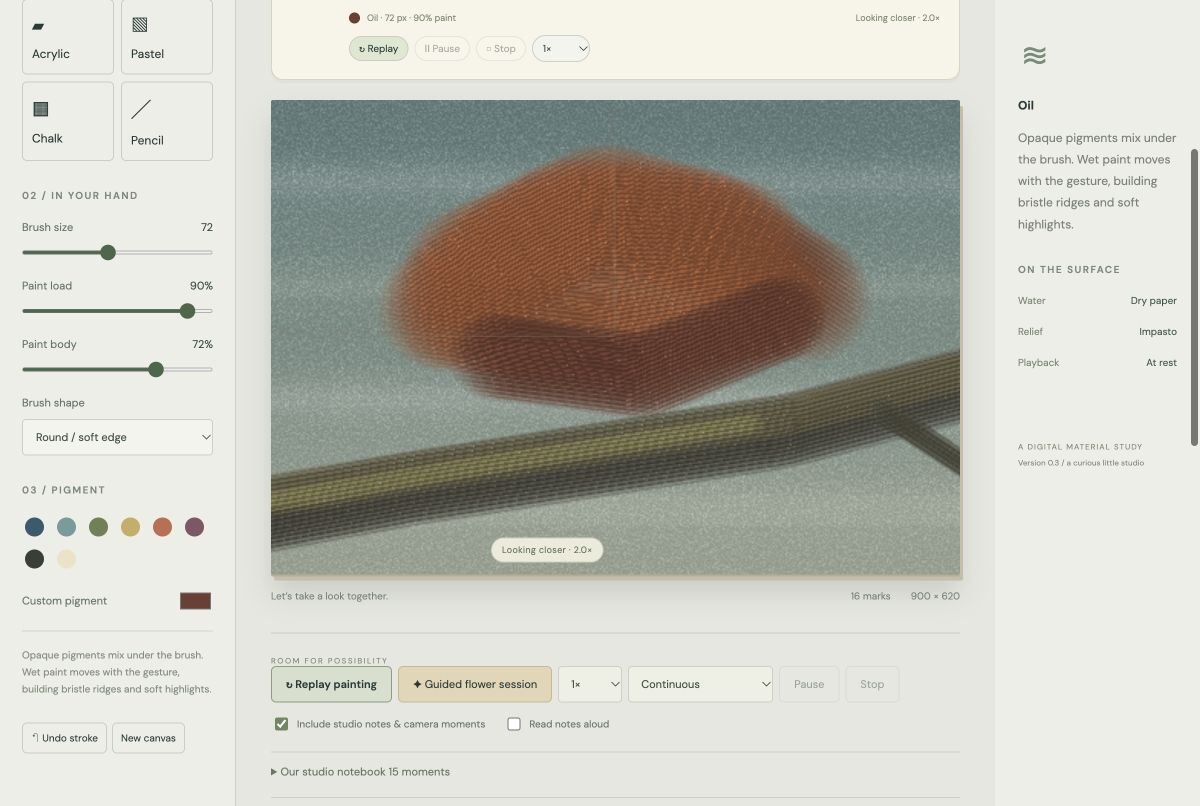 Acrylic
Pastel
Chalk
Pencil
02 / IN YOUR HAND
Brush size 72
Paint load 90%
Paint body 72%
Brush shape
Round / soft edge
03 / PIGMENT
Custom pigment
Opaque pigments mix under the brush.
Wet paint moves with the gesture,
building bristle ridges and soft highlights.
Undo stroke
New canvas
Oil · 72 px · 90% paint
Looking closer · 2.0×
↻ Replay
II Pause
□ Stop
1×
Looking closer · 2.0×
Let's take a look together.
16 marks
900 × 620
ROOM FOR POSSIBILITY
↻ Replay painting
✦ Guided flower session
1×
Continuous
Pause
Stop
Include studio notes & camera moments
Read notes aloud
▶ Our studio notebook 15 moments
Oil
Opaque pigments mix under
the brush. Wet paint moves
with the gesture, building
bristle ridges and soft
highlights.
ON THE SURFACE
Water Dry paper
Relief Impasto
Playback At rest
A DIGITAL MATERIAL STUDY
Version 0.3 / a curious little studio